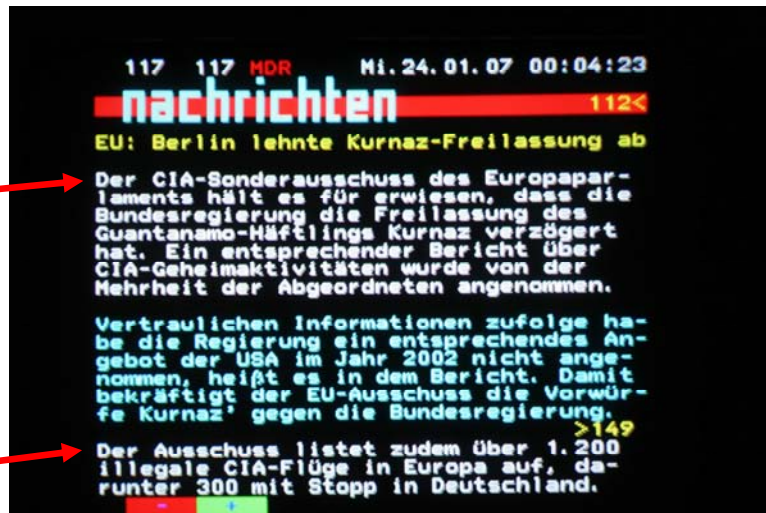 117 117 MDR Mi.24.01.07 00:04:23
nachrichten 112<
EU: Berlin lehnte Kurnaz-Freilassung ab
Der CIA-Sonderausschuss des Europapar-
laments hält es für erwiesen, dass die
Bundesregierung die Freilassung des
Guantanamo-Häftlings Kurnaz verzögert
hat. Ein entsprechender Bericht über
CIA-Geheimaktivitäten wurde von der
Mehrheit der Abgeordneten angenommen.
Vertraulichen Informationen zufolge ha-
be die Regierung ein entsprechendes An-
gebot der USA im Jahr 2002 nicht ange-
nommen, heißt es in dem Bericht. Damit
bekräftigt der EU-Ausschuss die Vorwür-
fe Kurnaz' gegen die Bundesregierung.
>149
Der Ausschuss listet zudem über 1.200
illegale CIA-Flüge in Europa auf, da-
runter 300 mit Stopp in Deutschland.
- +